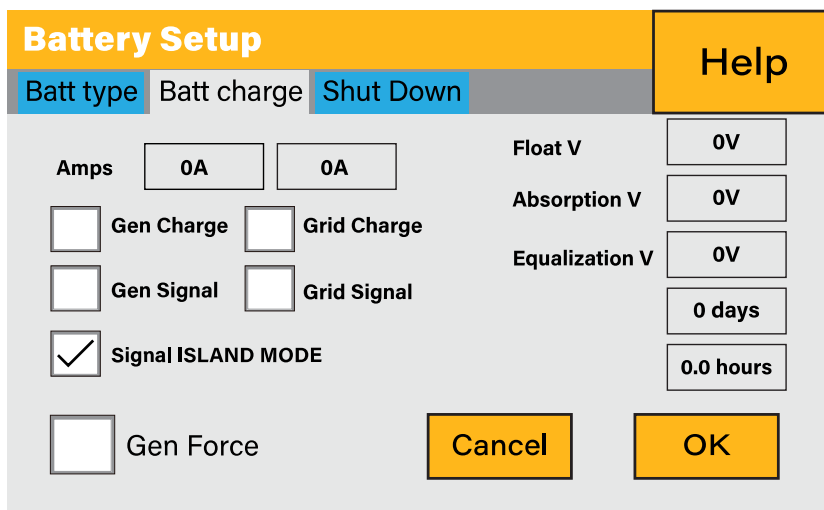 Battery Setup
Help
Batt type Batt charge Shut Down
Amps 0A 0A
Float V 0V
Absorption V 0V
Gen Charge Grid Charge
Equalization V 0V
Gen Signal Grid Signal
0 days
Signal ISLAND MODE
0.0 hours
Gen Force
Cancel OK